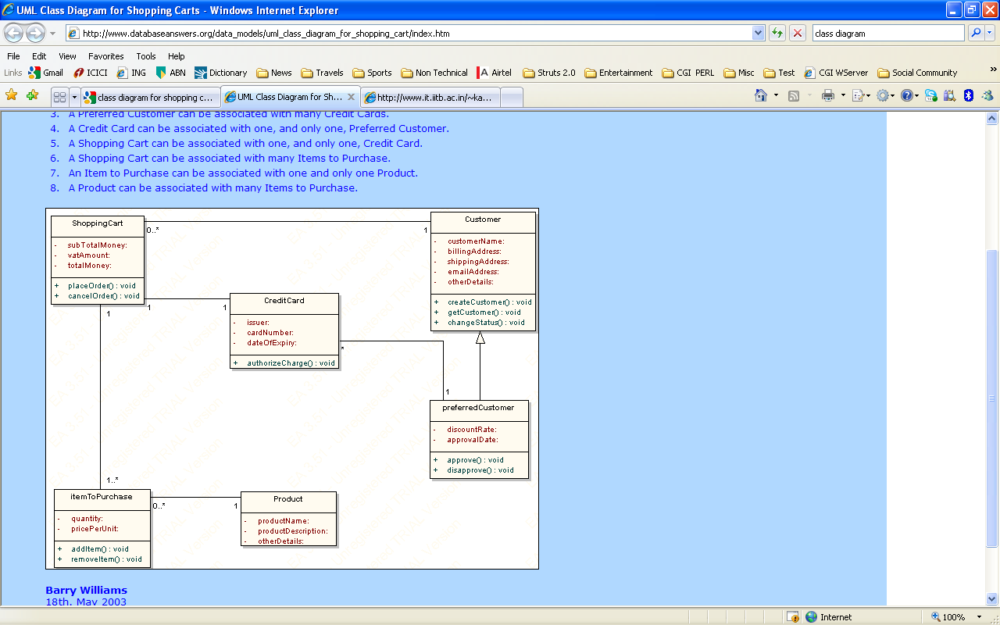 UML Class Diagram for Shopping Carts - Windows Internet Explorer
http://www.databaseanswers.org/data_models/uml_class_diagram_for_shopping_cart/index.htm
class diagram
File Edit View Favorites Tools Help
Links Gmail ICICI ING ABN Dictionary News Travels Sports Non Technical Airtel Struts 2.0 Entertainment CGI PERL Misc Test CGI WServer Social Community »
class diagram for shopping c...
UML Class Diagram for Sh...
http://www.it.iitb.ac.in/~ka...
3. A Preferred Customer can be associated with many Credit Cards.
4. A Credit Card can be associated with one, and only one, Preferred Customer.
5. A Shopping Cart can be associated with one, and only one, Credit Card.
6. A Shopping Cart can be associated with many Items to Purchase.
7. An Item to Purchase can be associated with one and only one Product.
8. A Product can be associated with many Items to Purchase.
ShoppingCart
- subTotalMoney:
- vatAmount:
- totalMoney:
+ placeOrder() : void
+ cancelOrder() : void
0..*
1
Customer
- customerName:
- billingAddress:
- shippingAddress:
- emailAddress:
- otherDetails:
+ createCustomer() : void
+ getCustomer() : void
+ changeStatus() : void
1
1
1
CreditCard
- issuer:
- cardNumber:
- dateOfExpiry:
+ authorizeCharge() : void
*
1
preferredCustomer
- discountRate:
- approvalDate:
+ approve() : void
+ disapprove() : void
1..*
itemToPurchase
- quantity:
- pricePerUnit:
+ addItem() : void
+ removeItem() : void
0..*
1
Product
- productName:
- productDescription:
- otherDetails:
Barry Williams
18th. May 2003
Internet
100%